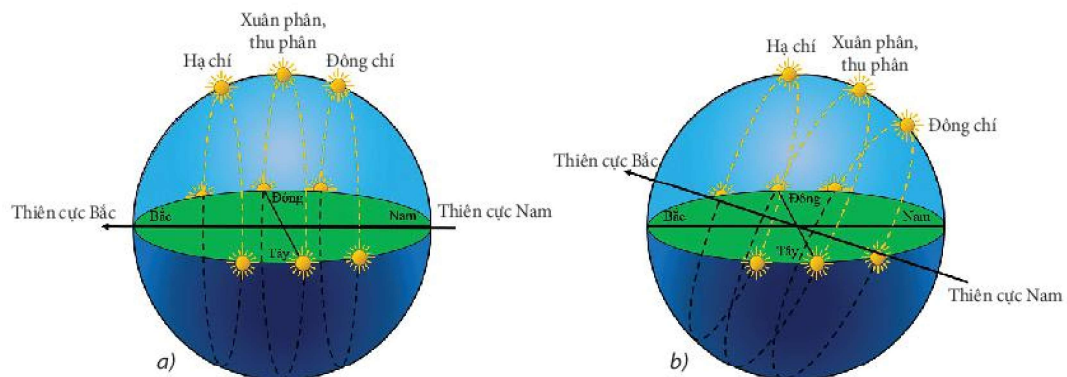 Xuân phân,
thu phân
Hạ chí
Đông chí
Thiên cực Bắc
Bắc
Đông
Nam
Thiên cực Nam
Tây
a)
Hạ chí
Xuân phân,
thu phân
Đông chí
Thiên cực Bắc
Bắc
Đông
Nam
Tây
Thiên cực Nam
b)